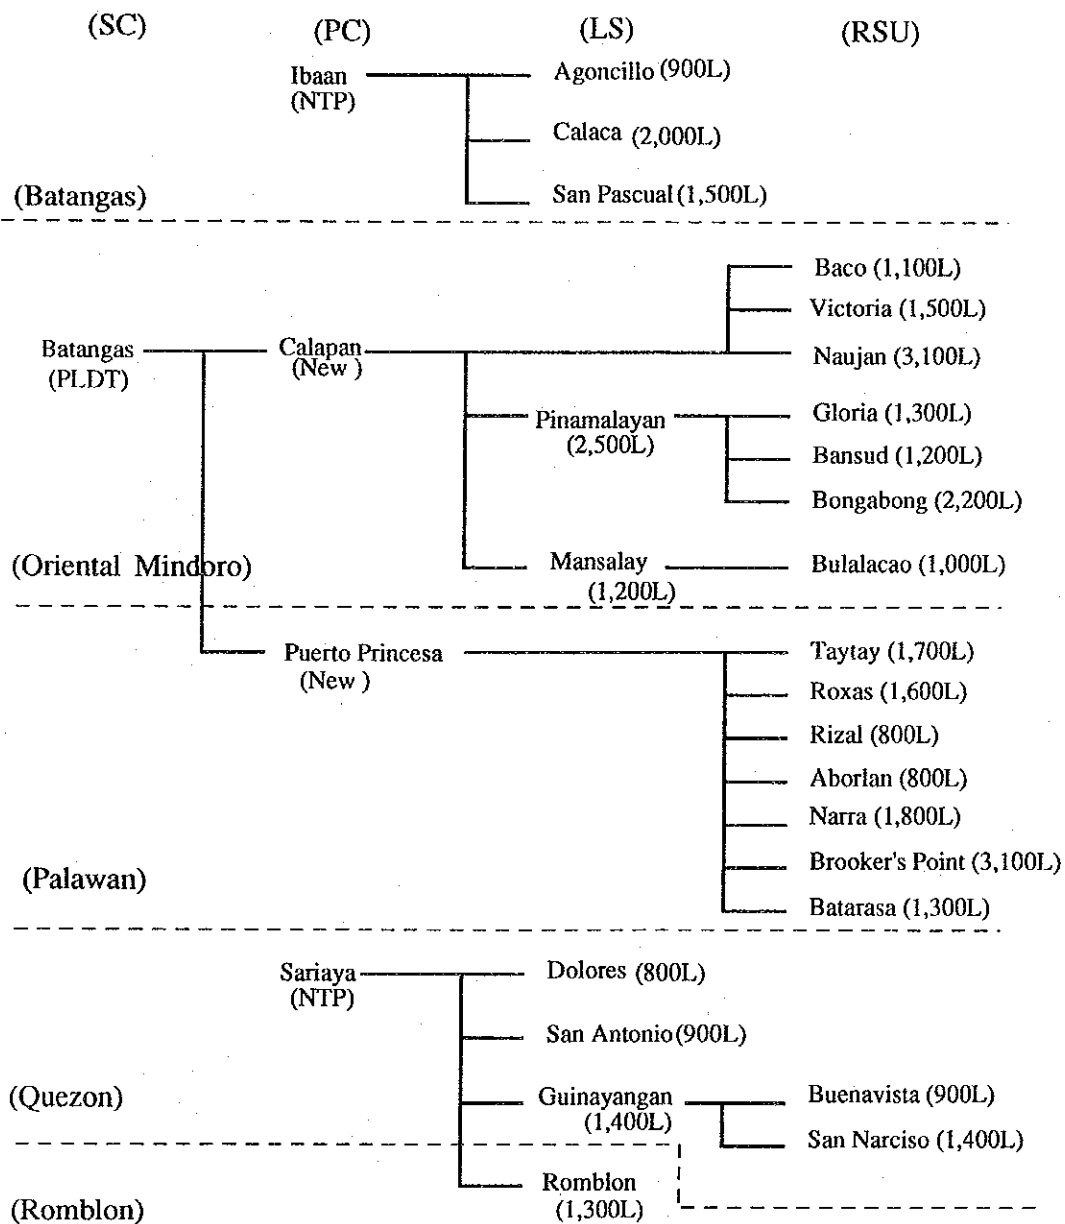 (SC) (PC) (LS) (RSU)
Ibaan Agoncillo (900L)
(NTP)
Calaca (2,000L)
(Batangas) San Pascual (1,500L)
Baco (1,100L)
Victoria (1,500L)
Batangas Calapan Naujan (3,100L)
(PLDT) (New )
Pinamalayan Gloria (1,300L)
(2,500L)
Bansud (1,200L)
Bongabong (2,200L)
(Oriental Mindoro) Mansalay Bulalacao (1,000L)
(1,200L)
Puerto Princesa Taytay (1,700L)
(New )
Roxas (1,600L)
Rizal (800L)
Aborlan (800L)
Narra (1,800L)
(Palawan) Brooker's Point (3,100L)
Batarasa (1,300L)
Sariaya Dolores (800L)
(NTP)
San Antonio (900L)
(Quezon) Guinayangan Buenavista (900L)
(1,400L)
San Narciso (1,400L)
(Romblon) Romblon
(1,300L)